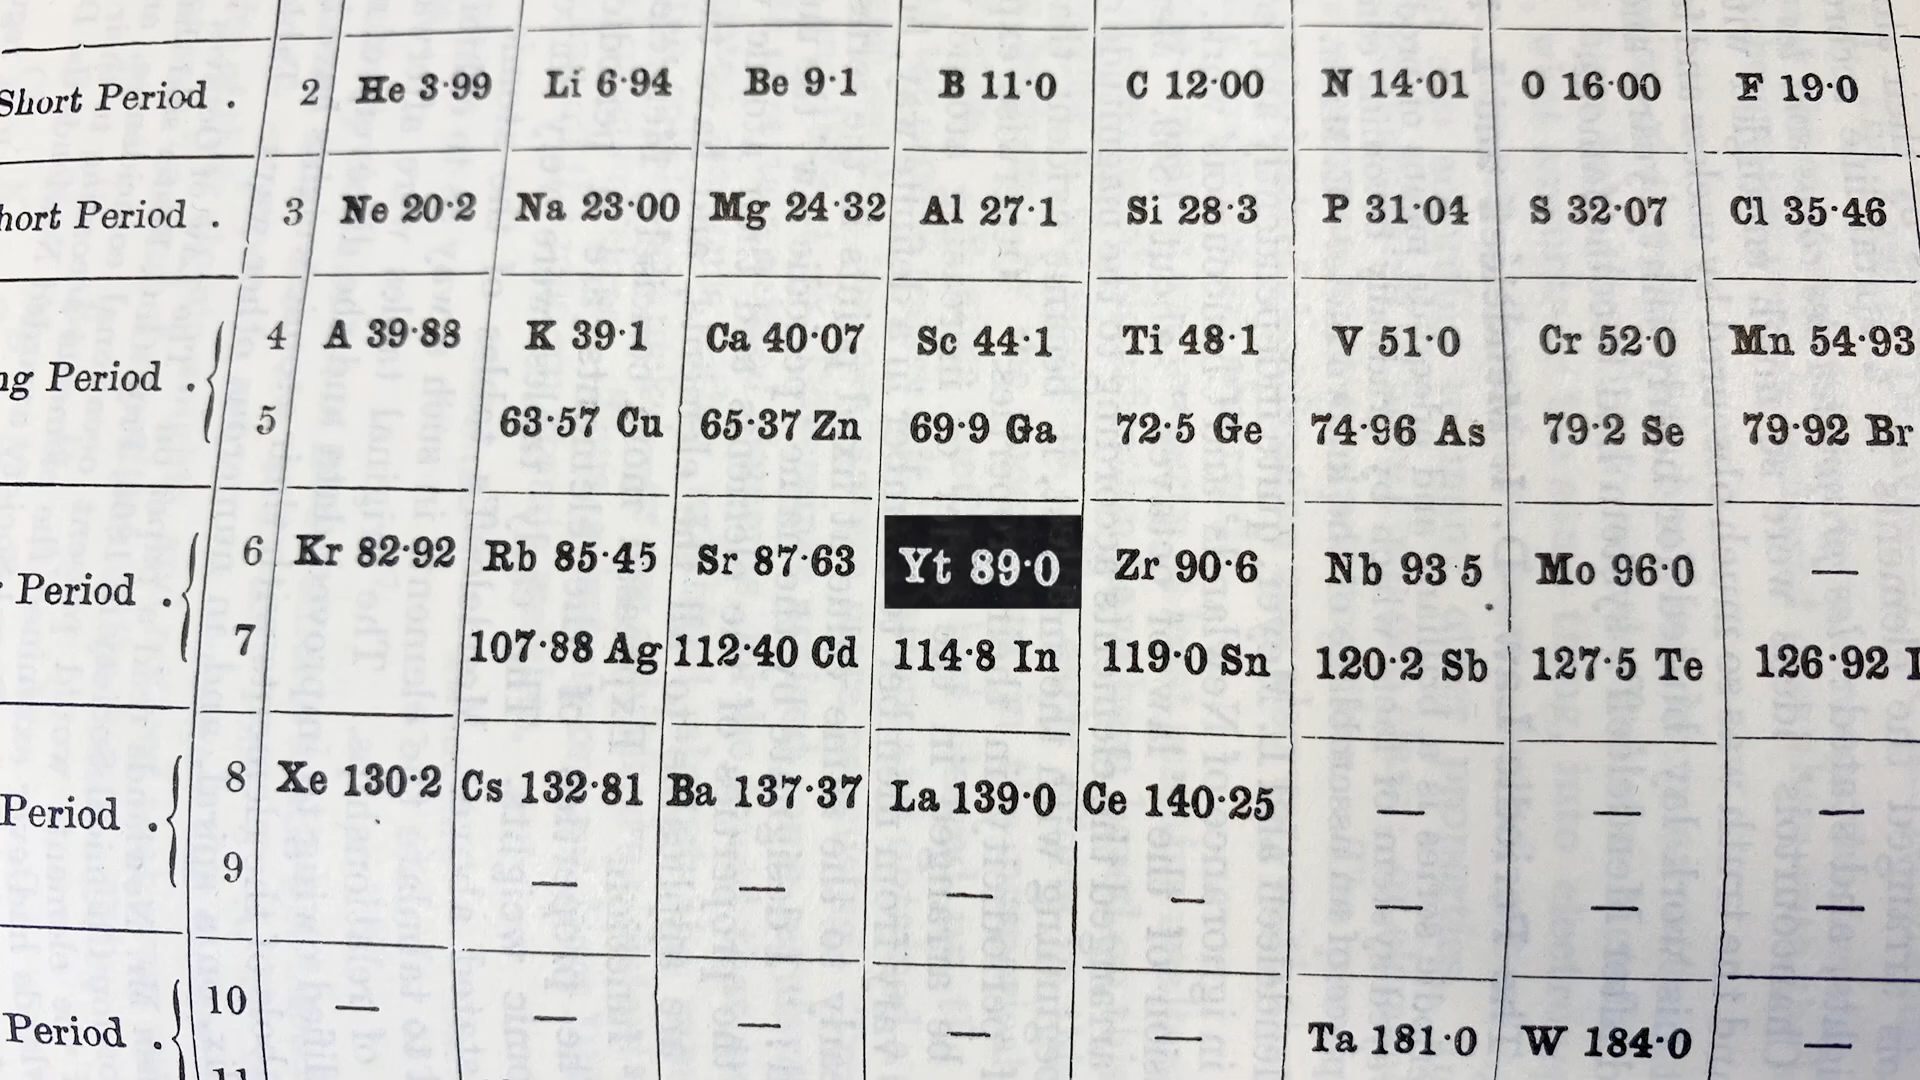 Short Period . 2 He 3·99 Li 6·94 Be 9·1 B 11·0 C 12·00 N 14·01 O 16·00 F 19·0
hort Period . 3 Ne 20·2 Na 23·00 Mg 24·32 Al 27·1 Si 28·3 P 31·04 S 32·07 Cl 35·46
ng Period . 4 A 39·88 K 39·1 Ca 40·07 Sc 44·1 Ti 48·1 V 51·0 Cr 52·0 Mn 54·93
5 63·57 Cu 65·37 Zn 69·9 Ga 72·5 Ge 74·96 As 79·2 Se 79·92 Br
Period . 6 Kr 82·92 Rb 85·45 Sr 87·63 Yt 89·0 Zr 90·6 Nb 93 5 Mo 96·0 —
7 107·88 Ag 112·40 Cd 114·8 In 119·0 Sn 120·2 Sb 127·5 Te 126·92 I
Period . 8 Xe 130·2 Cs 132·81 Ba 137·37 La 139·0 Ce 140·25 — — —
9 — — — — — — —
Period . 10 — — — — — Ta 181·0 W 184·0 —